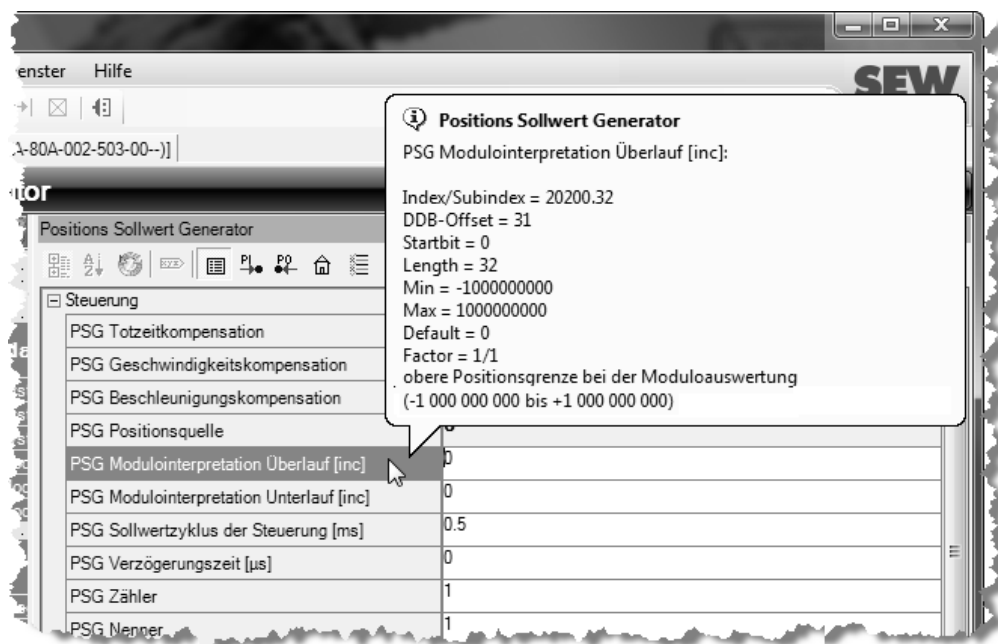 enster Hilfe
SEW
A-80A-002-503-00--)]
tor
Positions Sollwert Generator
Steuerung
PSG Totzeitkompensation
PSG Geschwindigkeitskompensation
PSG Beschleunigungskompensation
PSG Positionsquelle
PSG Modulointerpretation Überlauf [inc] 0
PSG Modulointerpretation Unterlauf [inc] 0
PSG Sollwertzyklus der Steuerung [ms] 0.5
PSG Verzögerungszeit [µs] 0
PSG Zähler 1
PSG Nenner 1
Positions Sollwert Generator
PSG Modulointerpretation Überlauf [inc]:
Index/Subindex = 20200.32
DDB-Offset = 31
Startbit = 0
Length = 32
Min = -1000000000
Max = 1000000000
Default = 0
Factor = 1/1
obere Positionsgrenze bei der Moduloauswertung
(-1 000 000 000 bis +1 000 000 000)